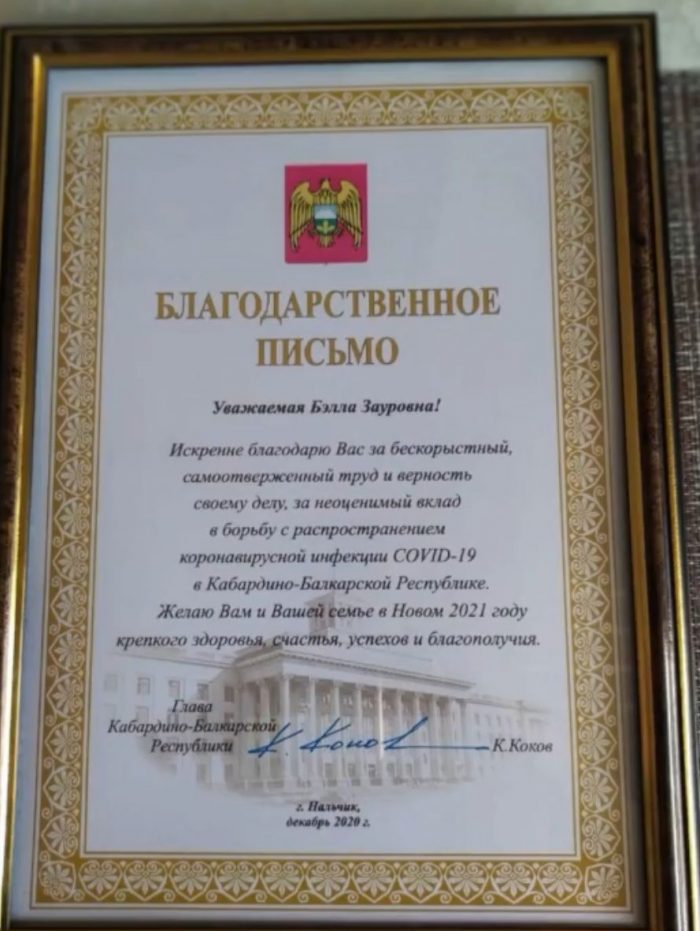 БЛАГОДАРСТВЕННОЕ
ПИСЬМО
Уважаемая Бэлла Зауровна!
Искренне благодарю Вас за бескорыстный,
самоотверженный труд и верность
своему делу, за неоценимый вклад
в борьбу с распространением
коронавирусной инфекции COVID-19
в Кабардино-Балкарской Республике.
Желаю Вам и Вашей семье в Новом 2021 году
крепкого здоровья, счастья, успехов и благополучия.
Глава
Кабардино-Балкарской
Республики К. Коков К.Коков
г. Нальчик,
декабрь 2020 г.